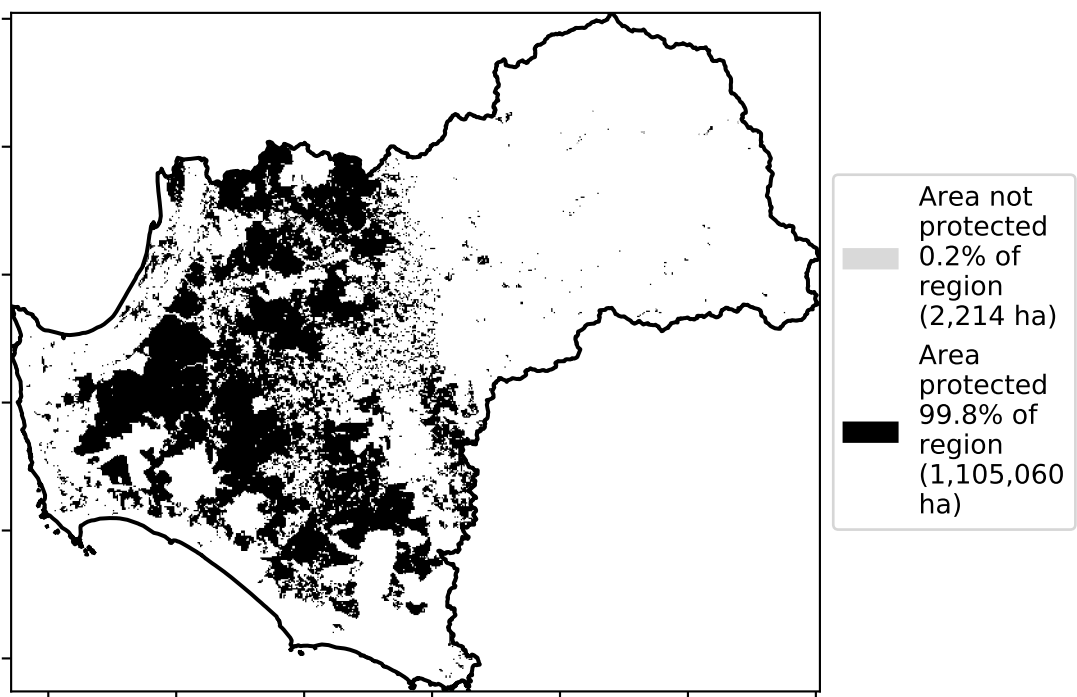 Area not
protected
0.2% of
region
(2,214 ha)
Area
protected
99.8% of
region
(1,105,060
ha)